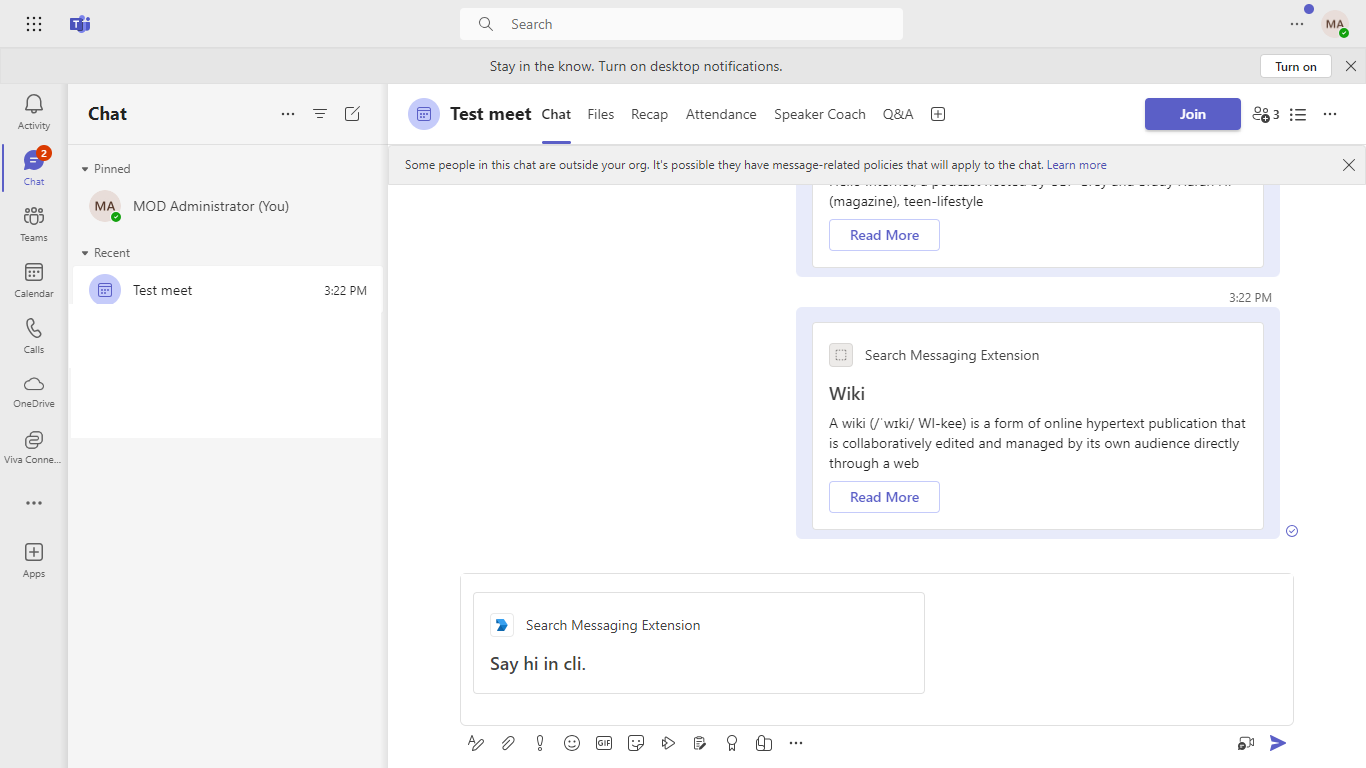 Search
MA
Stay in the know. Turn on desktop notifications.
Turn on
Activity
2
Chat
Teams
Calendar
Calls
OneDrive
Viva Conne...
Apps
Chat
Pinned
MA
MOD Administrator (You)
Recent
Test meet
3:22 PM
Test meet
Chat
Files
Recap
Attendance
Speaker Coach
Q&A
Join
3
Some people in this chat are outside your org. It's possible they have message-related policies that will apply to the chat. Learn more
(magazine), teen-lifestyle
Read More
3:22 PM
Search Messaging Extension
Wiki
A wiki (/ˈwɪki/ WI-kee) is a form of online hypertext publication that
is collaboratively edited and managed by its own audience directly
through a web
Read More
Search Messaging Extension
Say hi in cli.
GIF